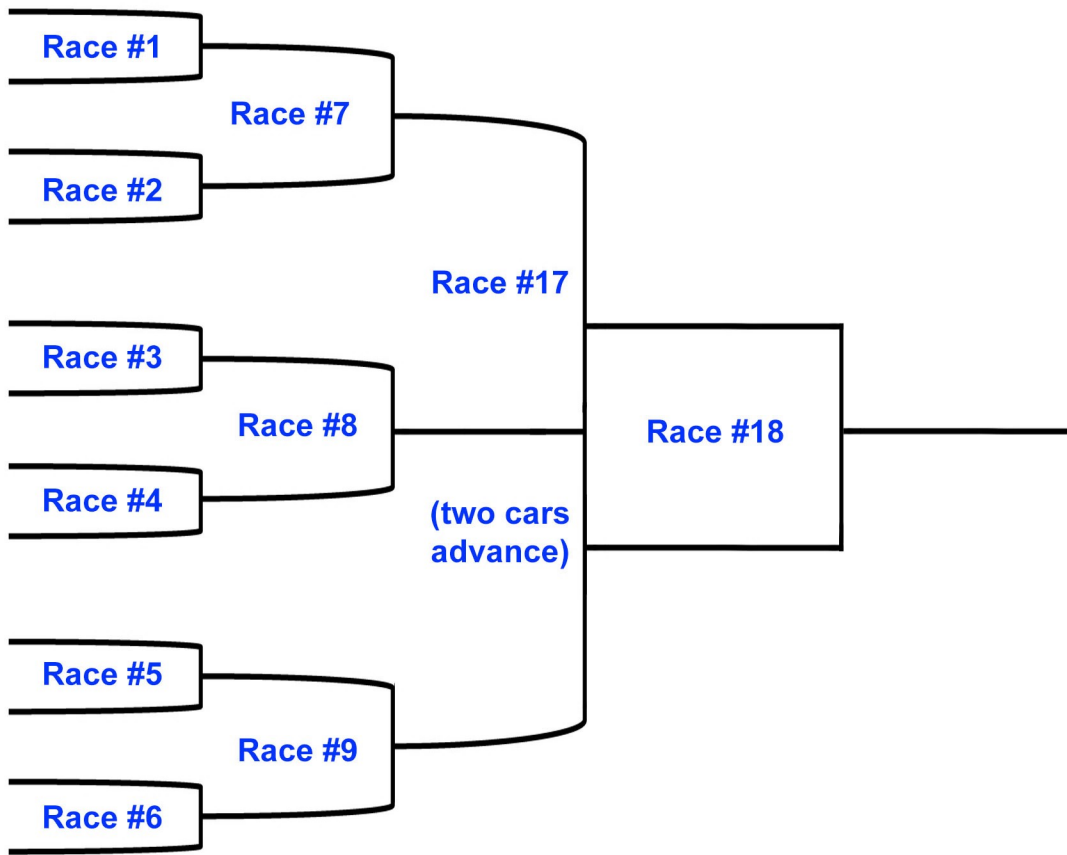 Race #1
Race #7
Race #2
Race #17
Race #3
Race #8
Race #18
Race #4
(two cars
advance)
Race #5
Race #9
Race #6